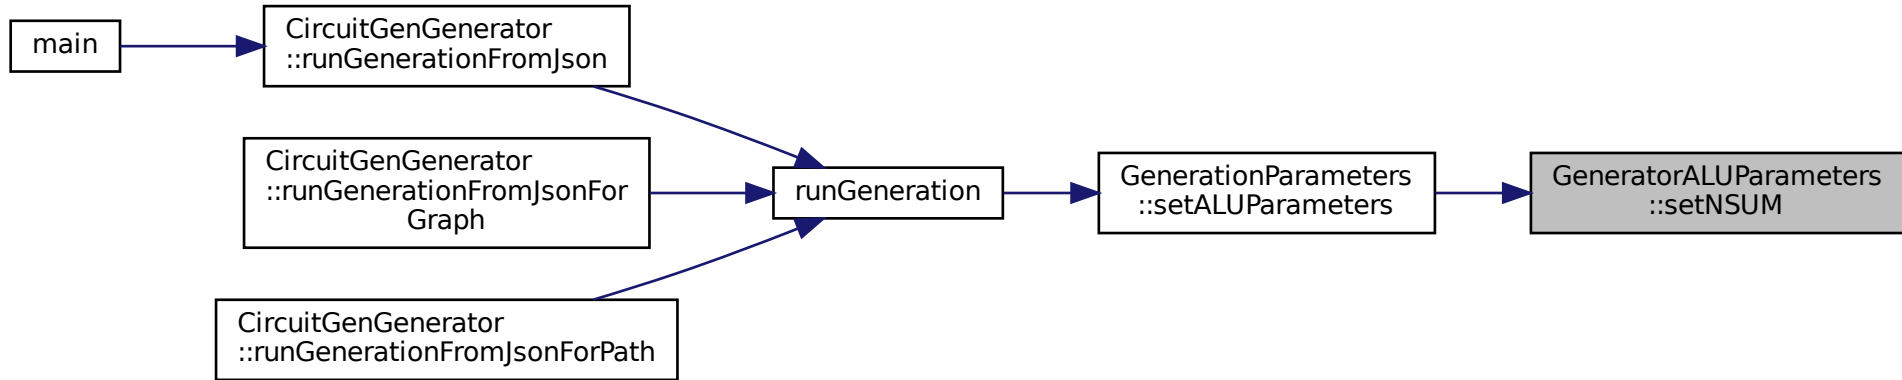 main
CircuitGenGenerator
::runGenerationFromJson
CircuitGenGenerator
::runGenerationFromJsonFor
Graph
CircuitGenGenerator
::runGenerationFromJsonForPath
runGeneration
GenerationParameters
::setALUParameters
GeneratorALUParameters
::setNSUM